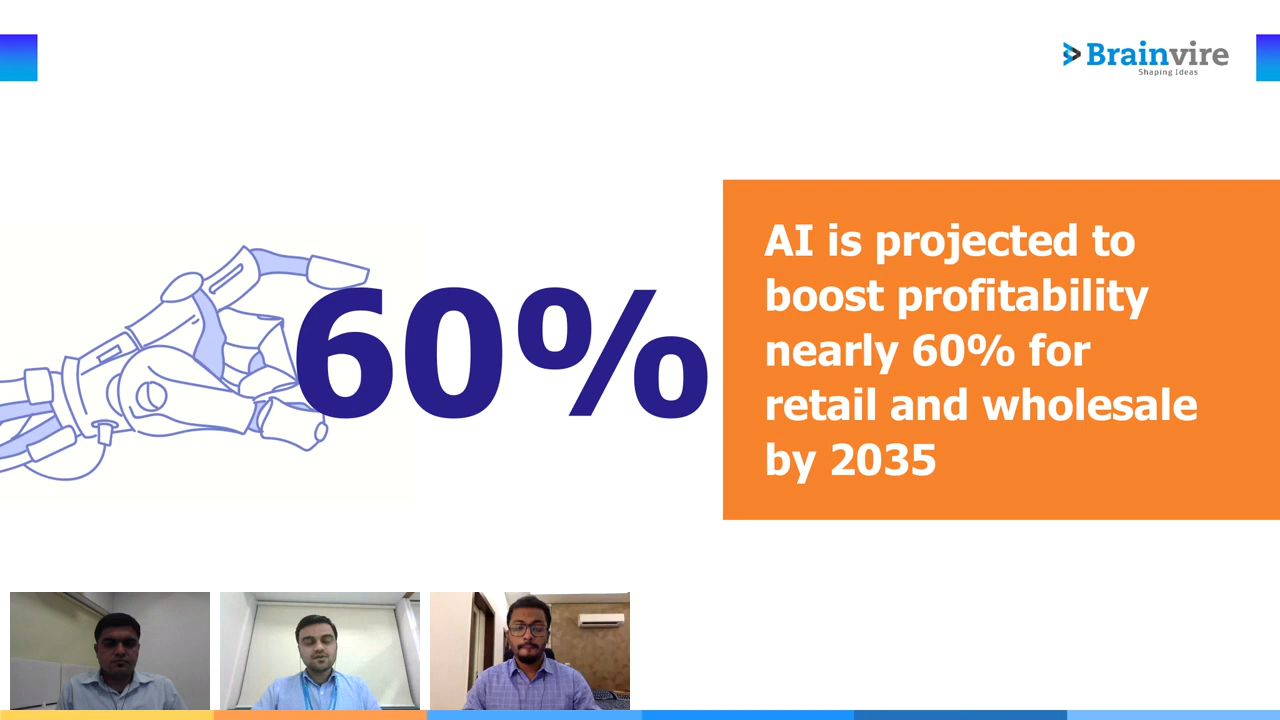 Brainvire
Shaping Ideas
60%
AI is projected to
boost profitability
nearly 60% for
retail and wholesale
by 2035